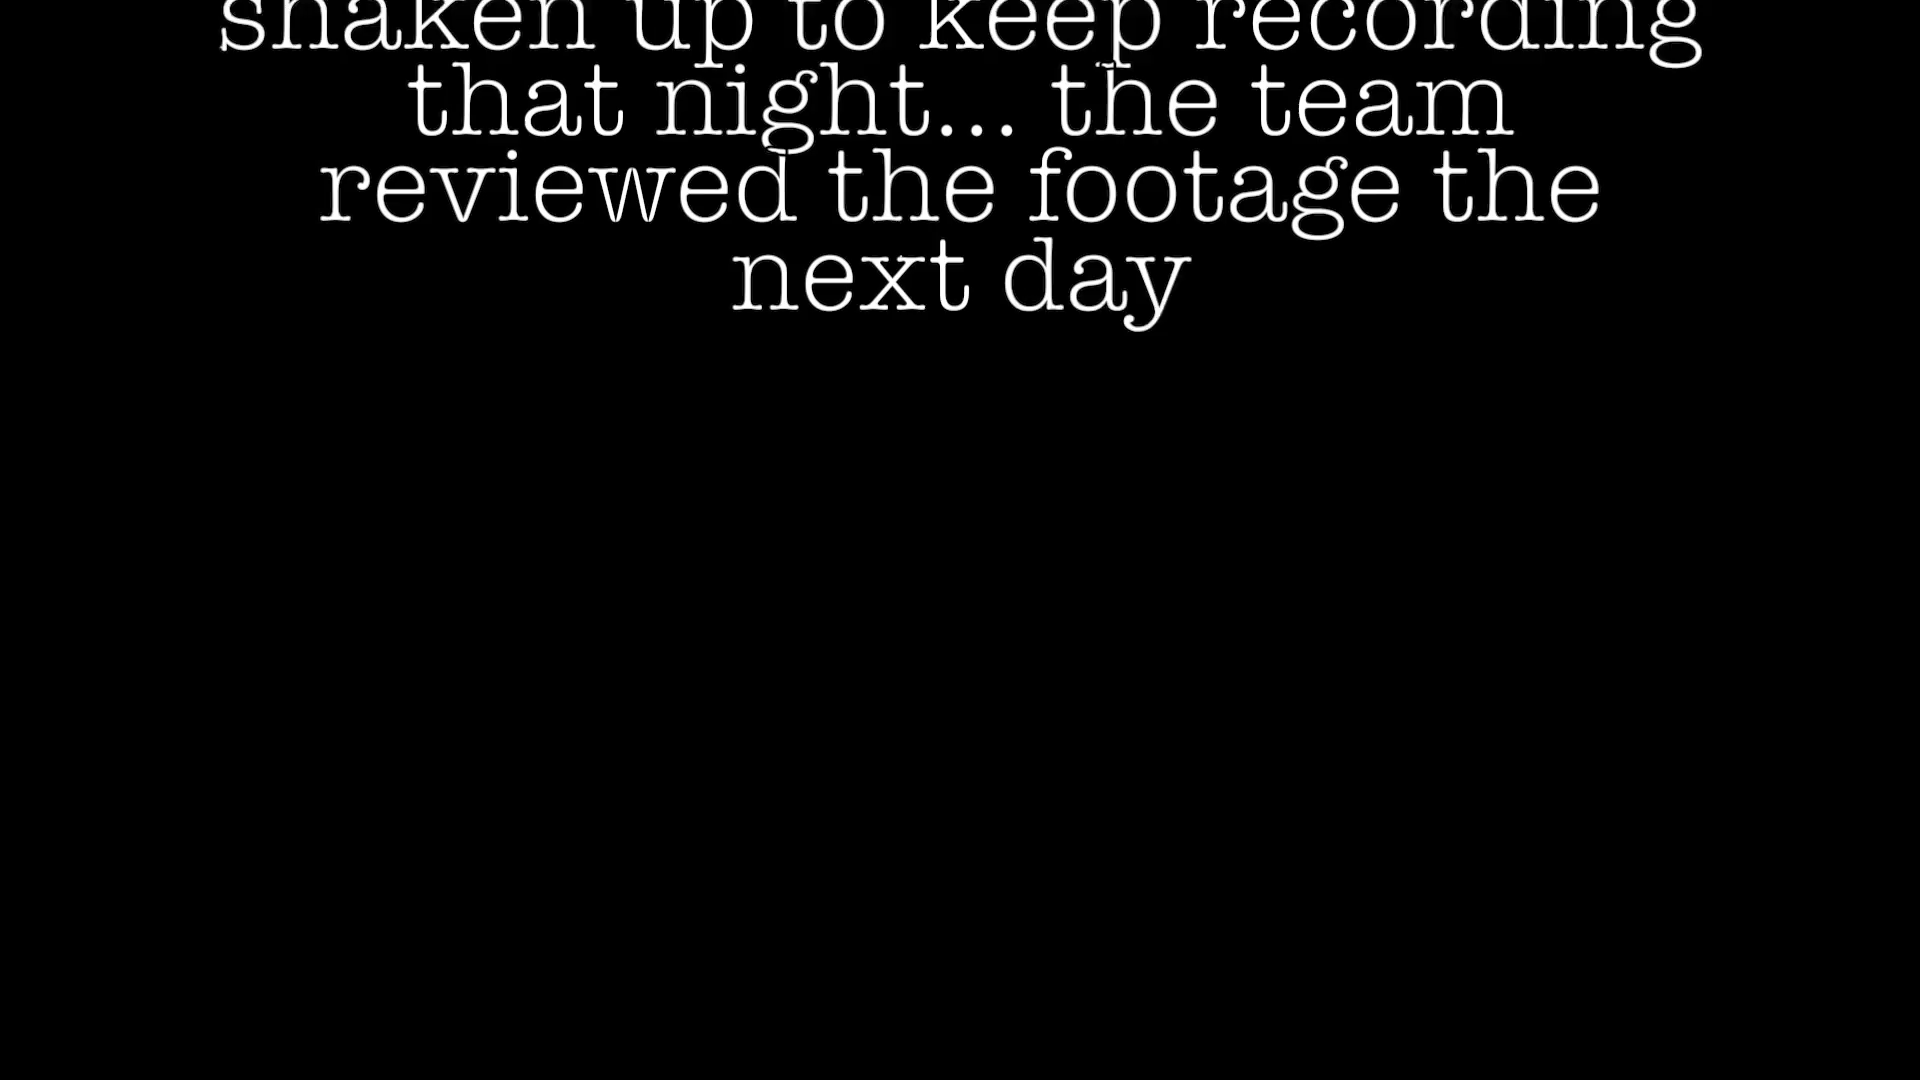 shaken up to keep recording
that night... the team
reviewed the footage the
next day